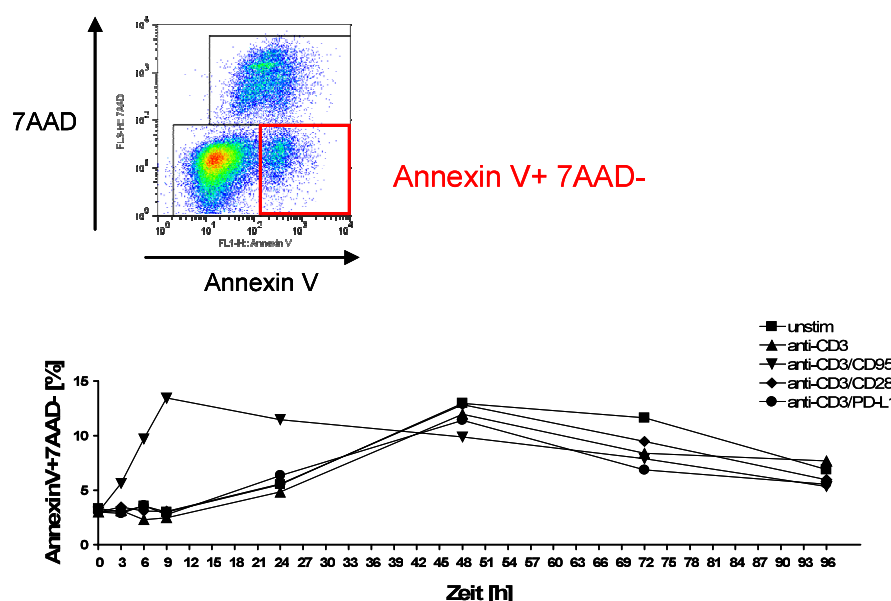 7AAD
FL3-H:: 7AAD
10⁵
10³
10²
10¹
10⁰
10⁰ 10¹ 10² 10³ 10⁴
FL1-H:: Annexin V
Annexin V
Annexin V+ 7AAD-
unstim
anti-CD3
anti-CD3/CD95
anti-CD3/CD28
anti-CD3/PD-L1
AnnexinV+7AAD- [%]
15
10
5
0
0 3 6 9 12 15 18 21 24 27 30 33 36 39 42 45 48 51 54 57 60 63 66 69 72 75 78 81 84 87 90 93 96
Zeit [h]